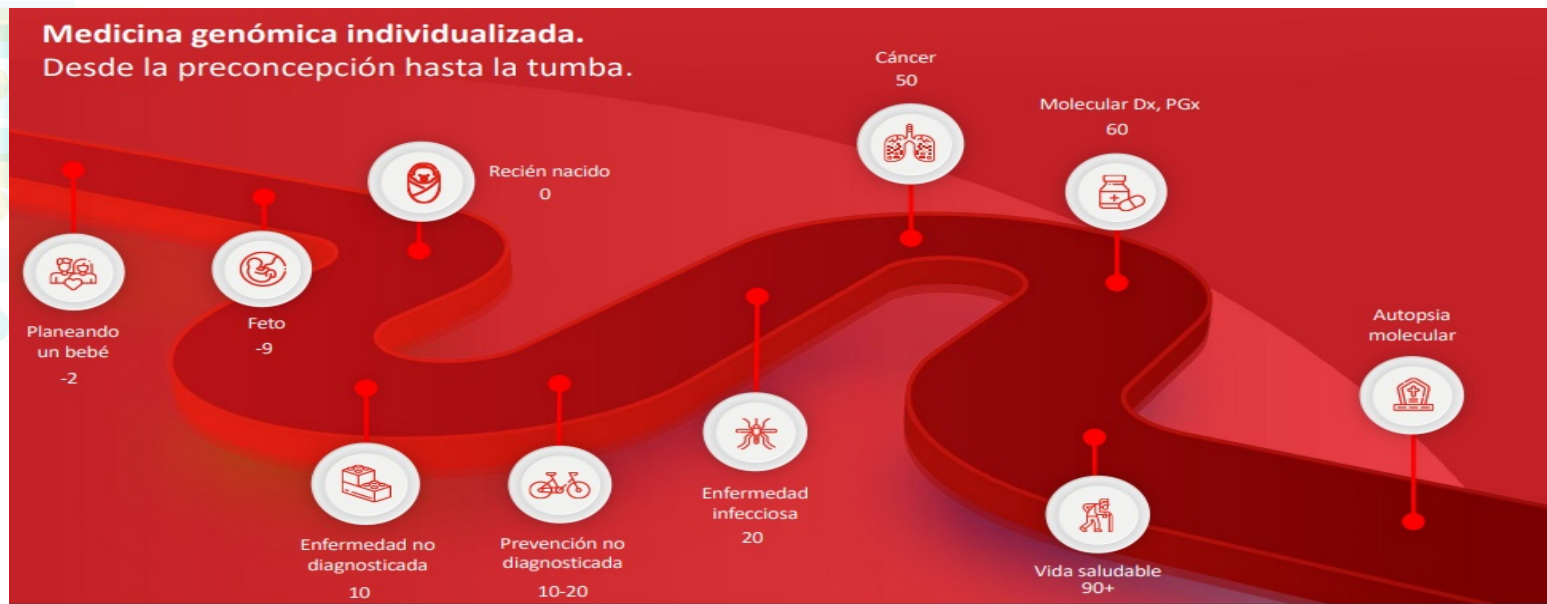 Medicina genómica individualizada.
Desde la preconcepción hasta la tumba.
Planeando
un bebé
-2
Feto
-9
Recién nacido
0
Enfermedad no
diagnosticada
10
Prevención no
diagnosticada
10-20
Enfermedad
infecciosa
20
Cáncer
50
Molecular Dx, PGx
60
Vida saludable
90+
Autopsia
molecular